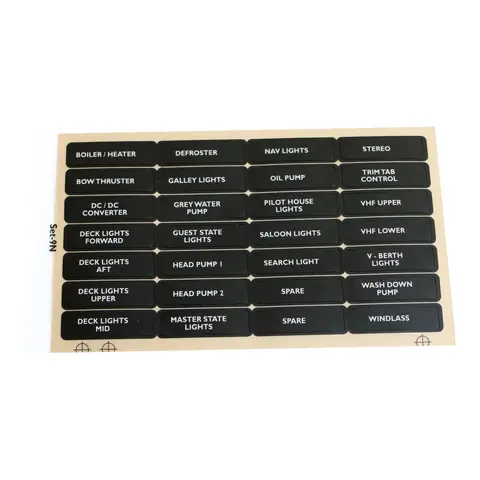 BOILER / HEATER
DEFROSTER
NAV LIGHTS
STEREO
BOW THRUSTER
GALLEY LIGHTS
OIL PUMP
TRIM TAB
CONTROL
DC / DC
CONVERTER
GREY WATER
PUMP
PILOT HOUSE
LIGHTS
VHF UPPER
DECK LIGHTS
FORWARD
GUEST STATE
LIGHTS
SALOON LIGHTS
VHF LOWER
DECK LIGHTS
AFT
HEAD PUMP 1
SEARCH LIGHT
V - BERTH
LIGHTS
DECK LIGHTS
UPPER
HEAD PUMP 2
SPARE
WASH DOWN
PUMP
DECK LIGHTS
MID
MASTER STATE
LIGHTS
SPARE
WINDLASS
Set-9N